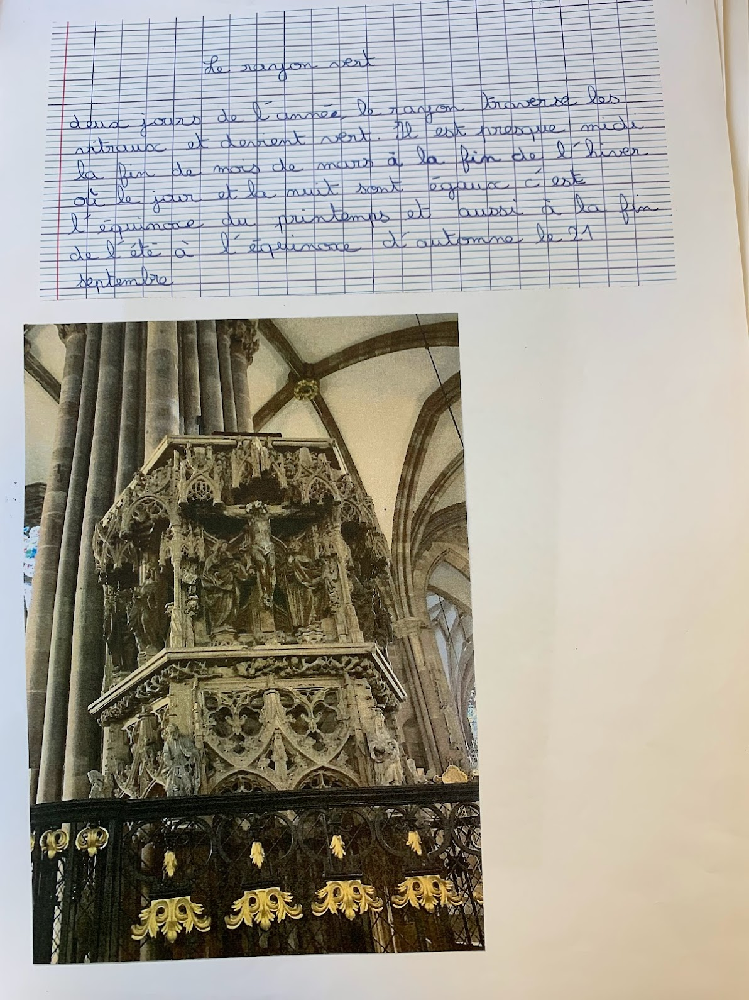 Le rayon vert
deux jours de l'année le rayon traverse les
vitraux et devient vert. Il est presque midi
la fin de mois de mars à la fin de l'hiver
où le jour et la nuit sont égaux c'est
l'équinoxe du printemps et aussi à la fin
de l'été à l'équinoxe d'automne le 21
septembre